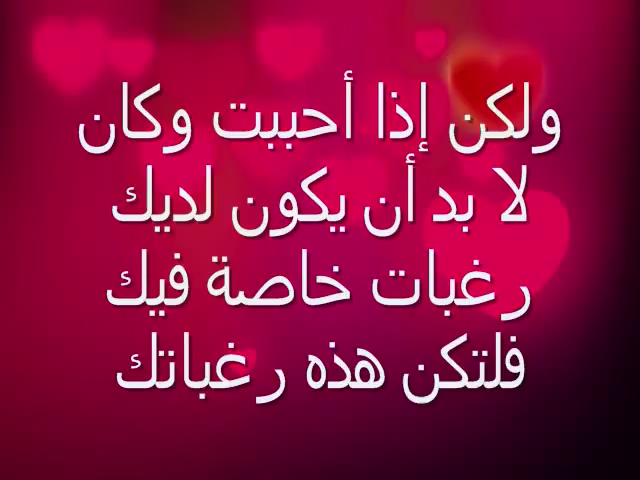 ولكن إذا أحببت وكان
لا بد أن يكون لديك
رغبات خاصة فيك
فلتكن هذه رغباتك